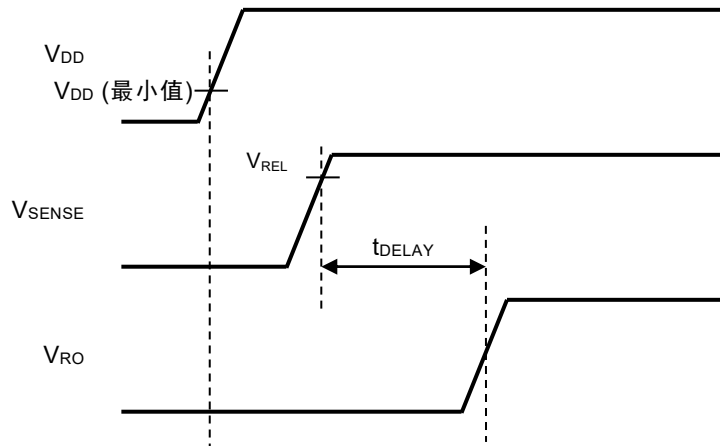 VDD
VDD (最小值)
VREL
VSENSE
tDELAY
VRO